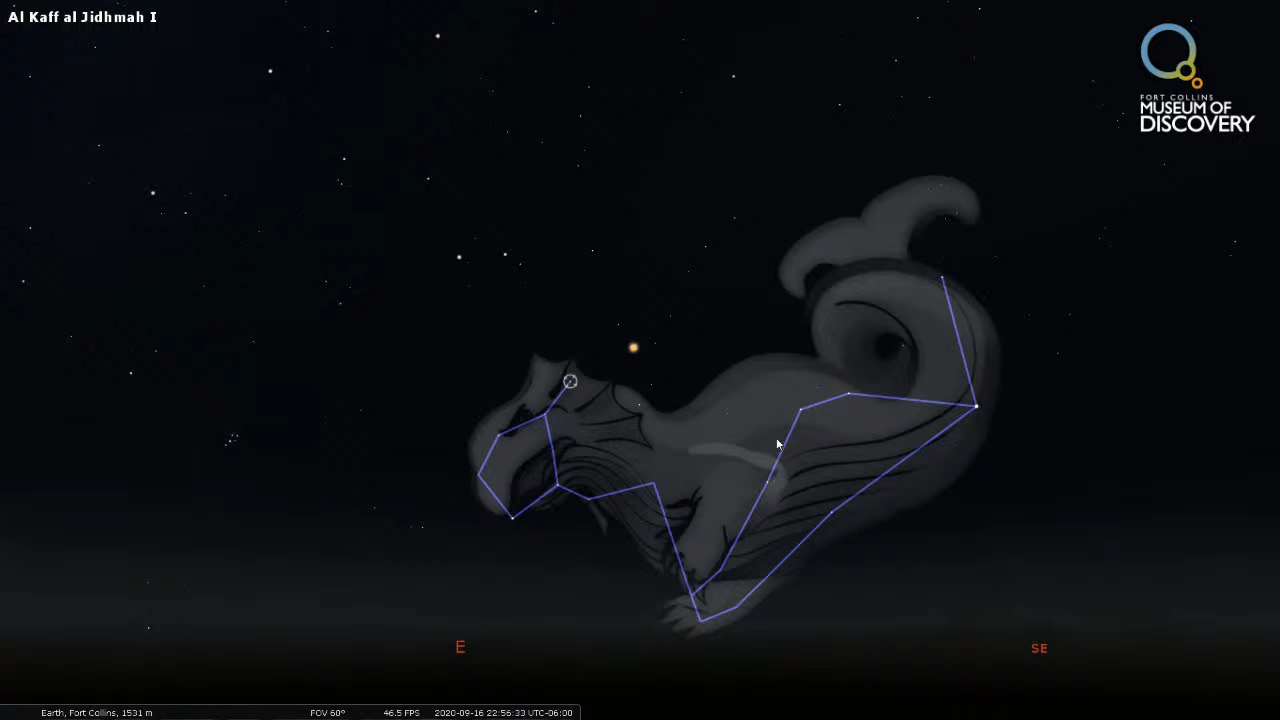 Al Kaff al Jidhmah I
FORT COLLINS
MUSEUM OF
DISCOVERY
E
SE
Earth, Fort Collins, 1531 m FOV 60° 46.5 FPS 2020-09-16 22:56:33 UTC-06:00